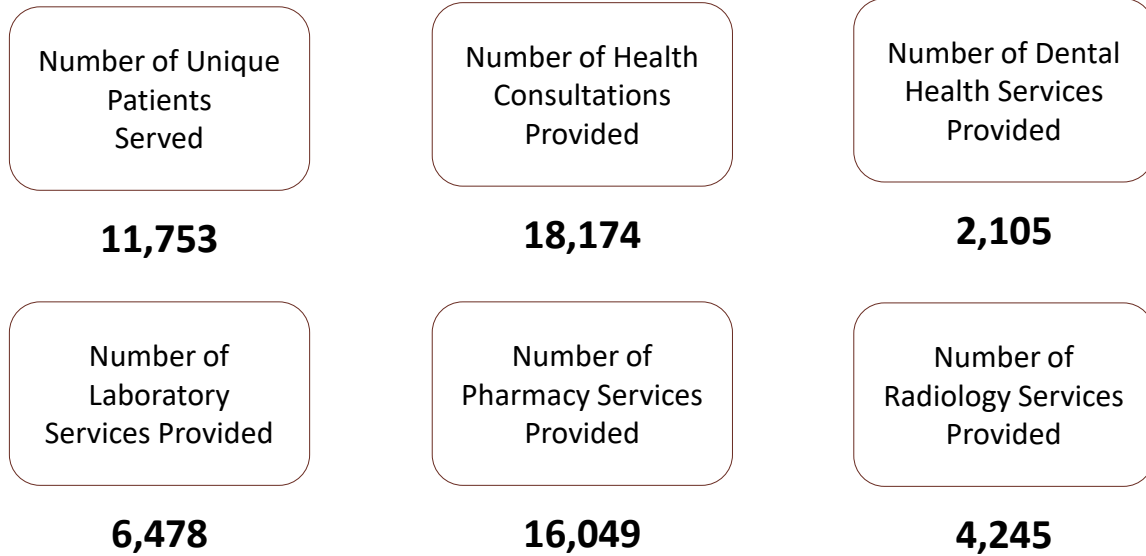 Number of Unique
Patients
Served
11,753
Number of Health
Consultations
Provided
18,174
Number of Dental
Health Services
Provided
2,105
Number of
Laboratory
Services Provided
6,478
Number of
Pharmacy Services
Provided
16,049
Number of
Radiology Services
Provided
4,245